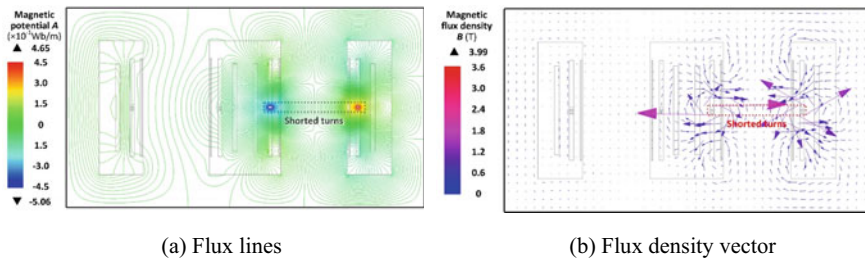 Magnetic
potential A
(×10⁻¹Wb/m)
4.65
4.5
3.0
1.5
0
-1.5
-3.0
-4.5
-5.06
Shorted turns
(a) Flux lines
Magnetic
flux density
B (T)
3.99
3.6
3.0
2.4
1.8
1.2
0.6
0
Shorted turns
(b) Flux density vector